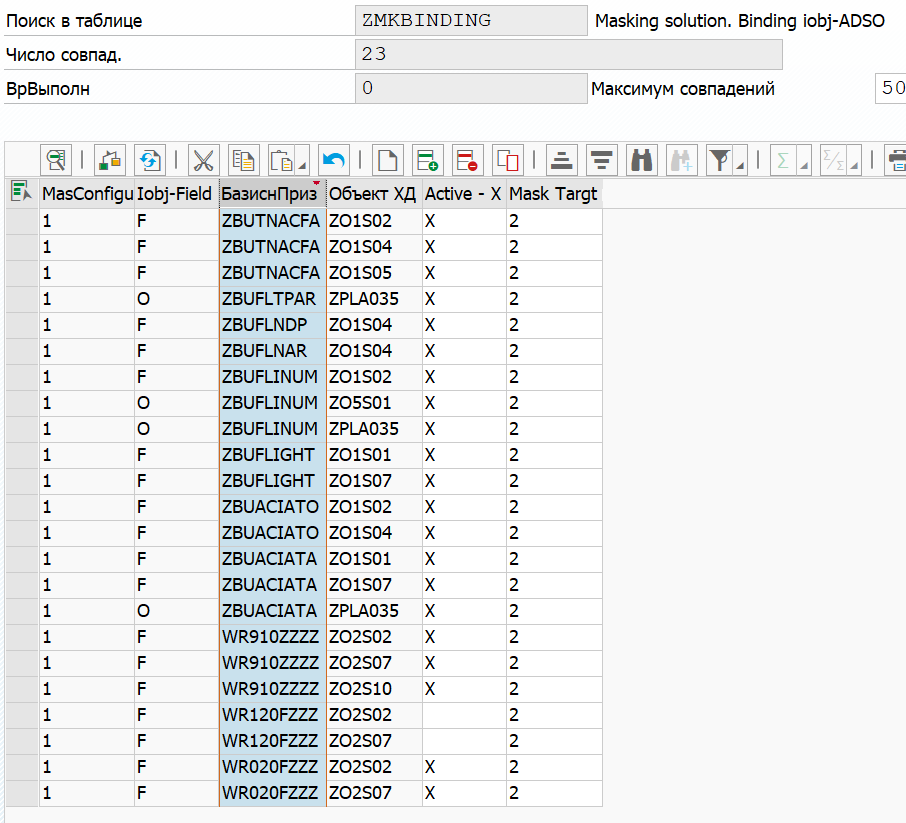 Поиск в таблице ZMKBINDING Masking solution. Binding iobj-ADSO
Число совпад. 23
ВрВыполн 0 Максимум совпадений 50
MasConfigu Iobj-Field БазиснПриз Объект ХД Active - X Mask Targt
1 F ZBUTNACFA ZO1S02 X 2
1 F ZBUTNACFA ZO1S04 X 2
1 F ZBUTNACFA ZO1S05 X 2
1 O ZBUFLTPAR ZPLA035 X 2
1 F ZBUFLNDP ZO1S04 X 2
1 F ZBUFLNAR ZO1S04 X 2
1 F ZBUFLINUM ZO1S02 X 2
1 O ZBUFLINUM ZO5S01 X 2
1 O ZBUFLINUM ZPLA035 X 2
1 F ZBUFLIGHT ZO1S01 X 2
1 F ZBUFLIGHT ZO1S07 X 2
1 F ZBUACIATO ZO1S02 X 2
1 F ZBUACIATO ZO1S04 X 2
1 F ZBUACIATA ZO1S01 X 2
1 F ZBUACIATA ZO1S07 X 2
1 O ZBUACIATA ZPLA035 X 2
1 F WR910ZZZZ ZO2S02 X 2
1 F WR910ZZZZ ZO2S07 X 2
1 F WR910ZZZZ ZO2S10 X 2
1 F WR120FZZZ ZO2S02 2
1 F WR120FZZZ ZO2S07 2
1 F WR020FZZZ ZO2S02 X 2
1 F WR020FZZZ ZO2S07 X 2